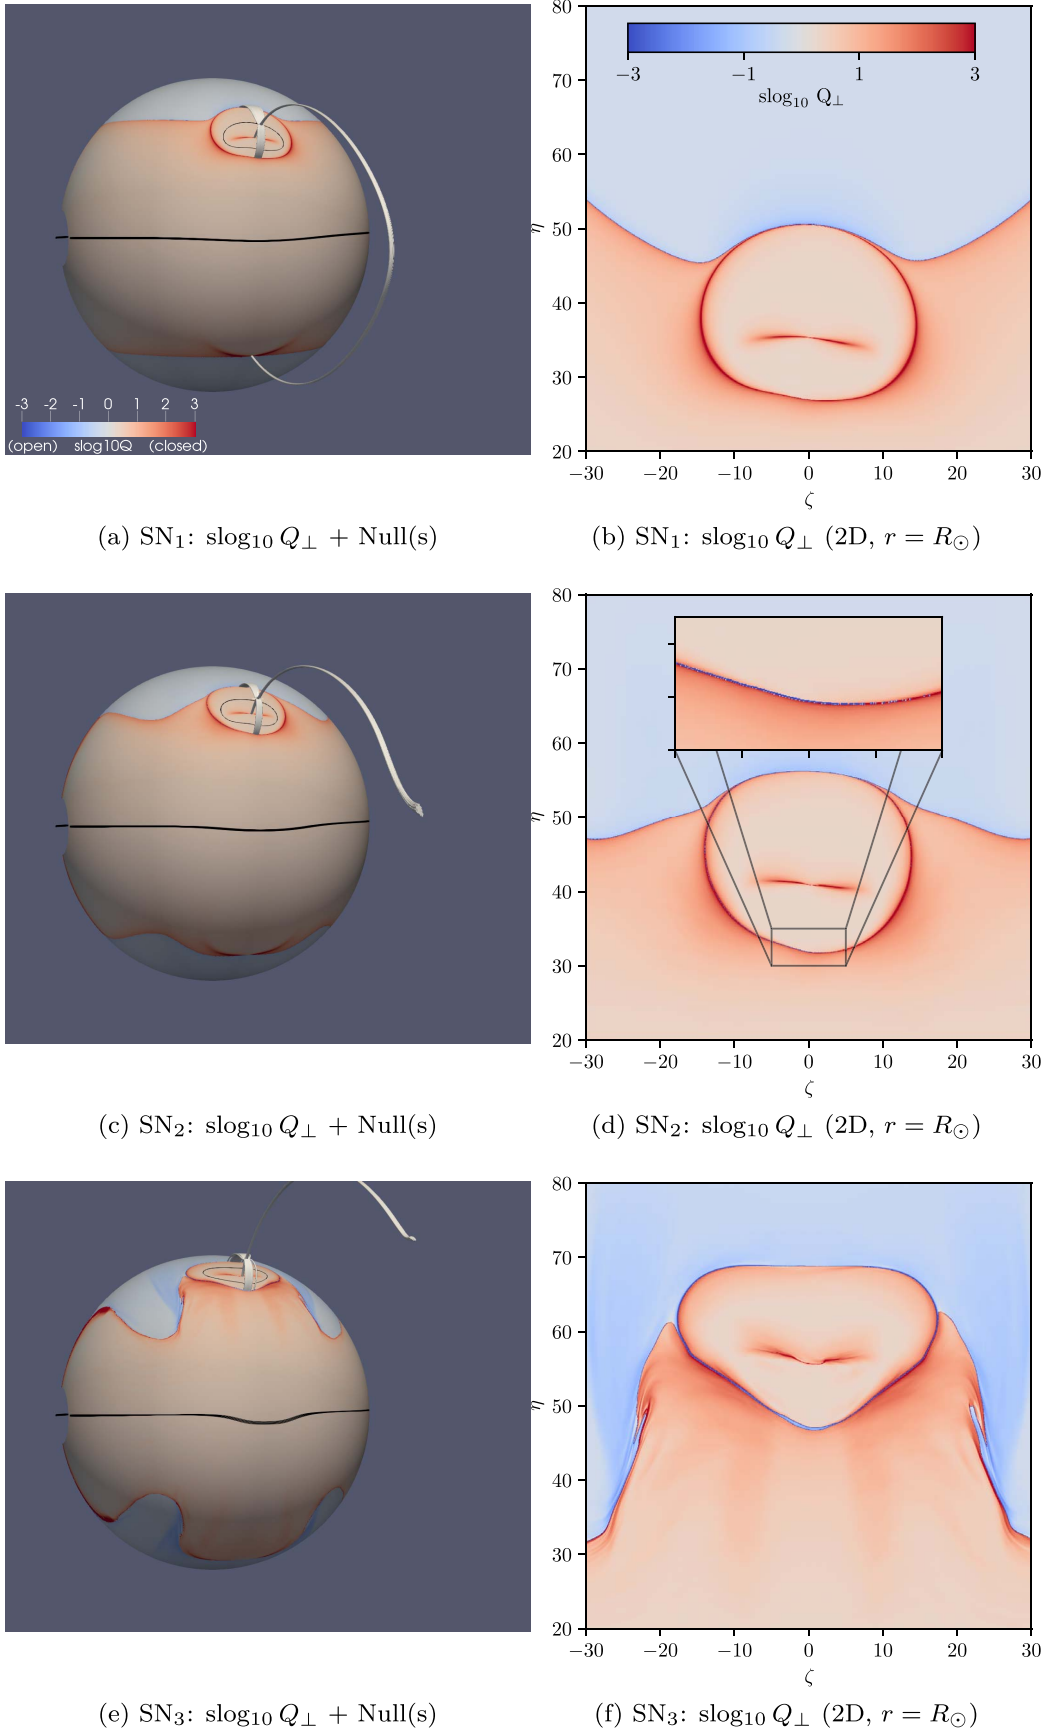 -3 -2 -1 0 1 2 3
(open) slog10Q (closed)
(a) SN₁: slog₁₀ Q⊥ + Null(s)
80
70
60
50
40
30
20
η
−3 −1 1 3
slog₁₀ Q⊥
−30 −20 −10 0 10 20 30
ζ
(b) SN₁: slog₁₀ Q⊥ (2D, r = R⊙)
(c) SN₂: slog₁₀ Q⊥ + Null(s)
80
70
60
50
40
30
20
η
−30 −20 −10 0 10 20 30
ζ
(d) SN₂: slog₁₀ Q⊥ (2D, r = R⊙)
(e) SN₃: slog₁₀ Q⊥ + Null(s)
80
70
60
50
40
30
20
η
−30 −20 −10 0 10 20 30
ζ
(f) SN₃: slog₁₀ Q⊥ (2D, r = R⊙)